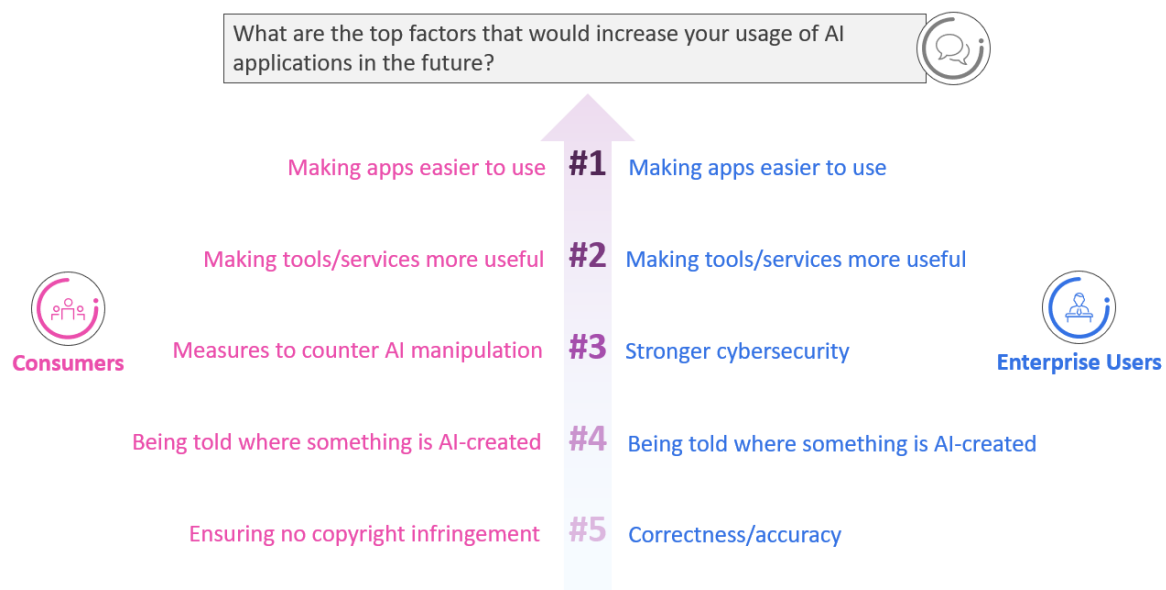 What are the top factors that would increase your usage of AI
applications in the future?
Making apps easier to use #1 Making apps easier to use
Making tools/services more useful #2 Making tools/services more useful
Measures to counter AI manipulation #3 Stronger cybersecurity
Consumers
Enterprise Users
Being told where something is AI-created #4 Being told where something is AI-created
Ensuring no copyright infringement #5 Correctness/accuracy